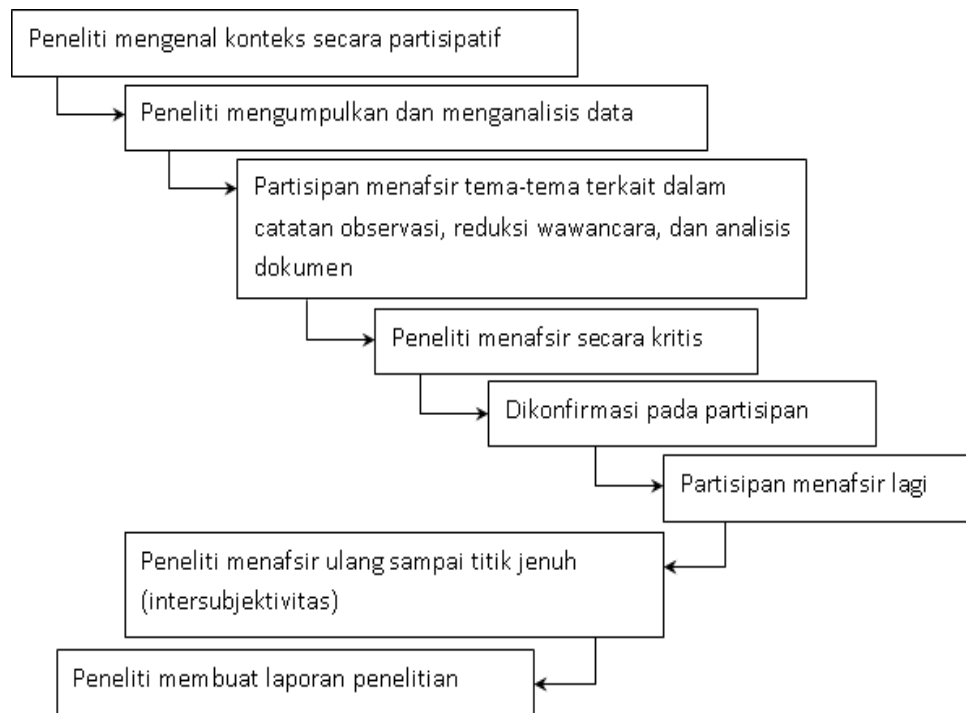 Peneliti mengenal konteks secara partisipatif
Peneliti mengumpulkan dan menganalisis data
Partisipan menafsir tema-tema terkait dalam
catatan observasi, reduksi wawancara, dan analisis
dokumen
Peneliti menafsir secara kritis
Dikonfirmasi pada partisipan
Partisipan menafsir lagi
Peneliti menafsir ulang sampai titik jenuh
(intersubjektivitas)
Peneliti membuat laporan penelitian